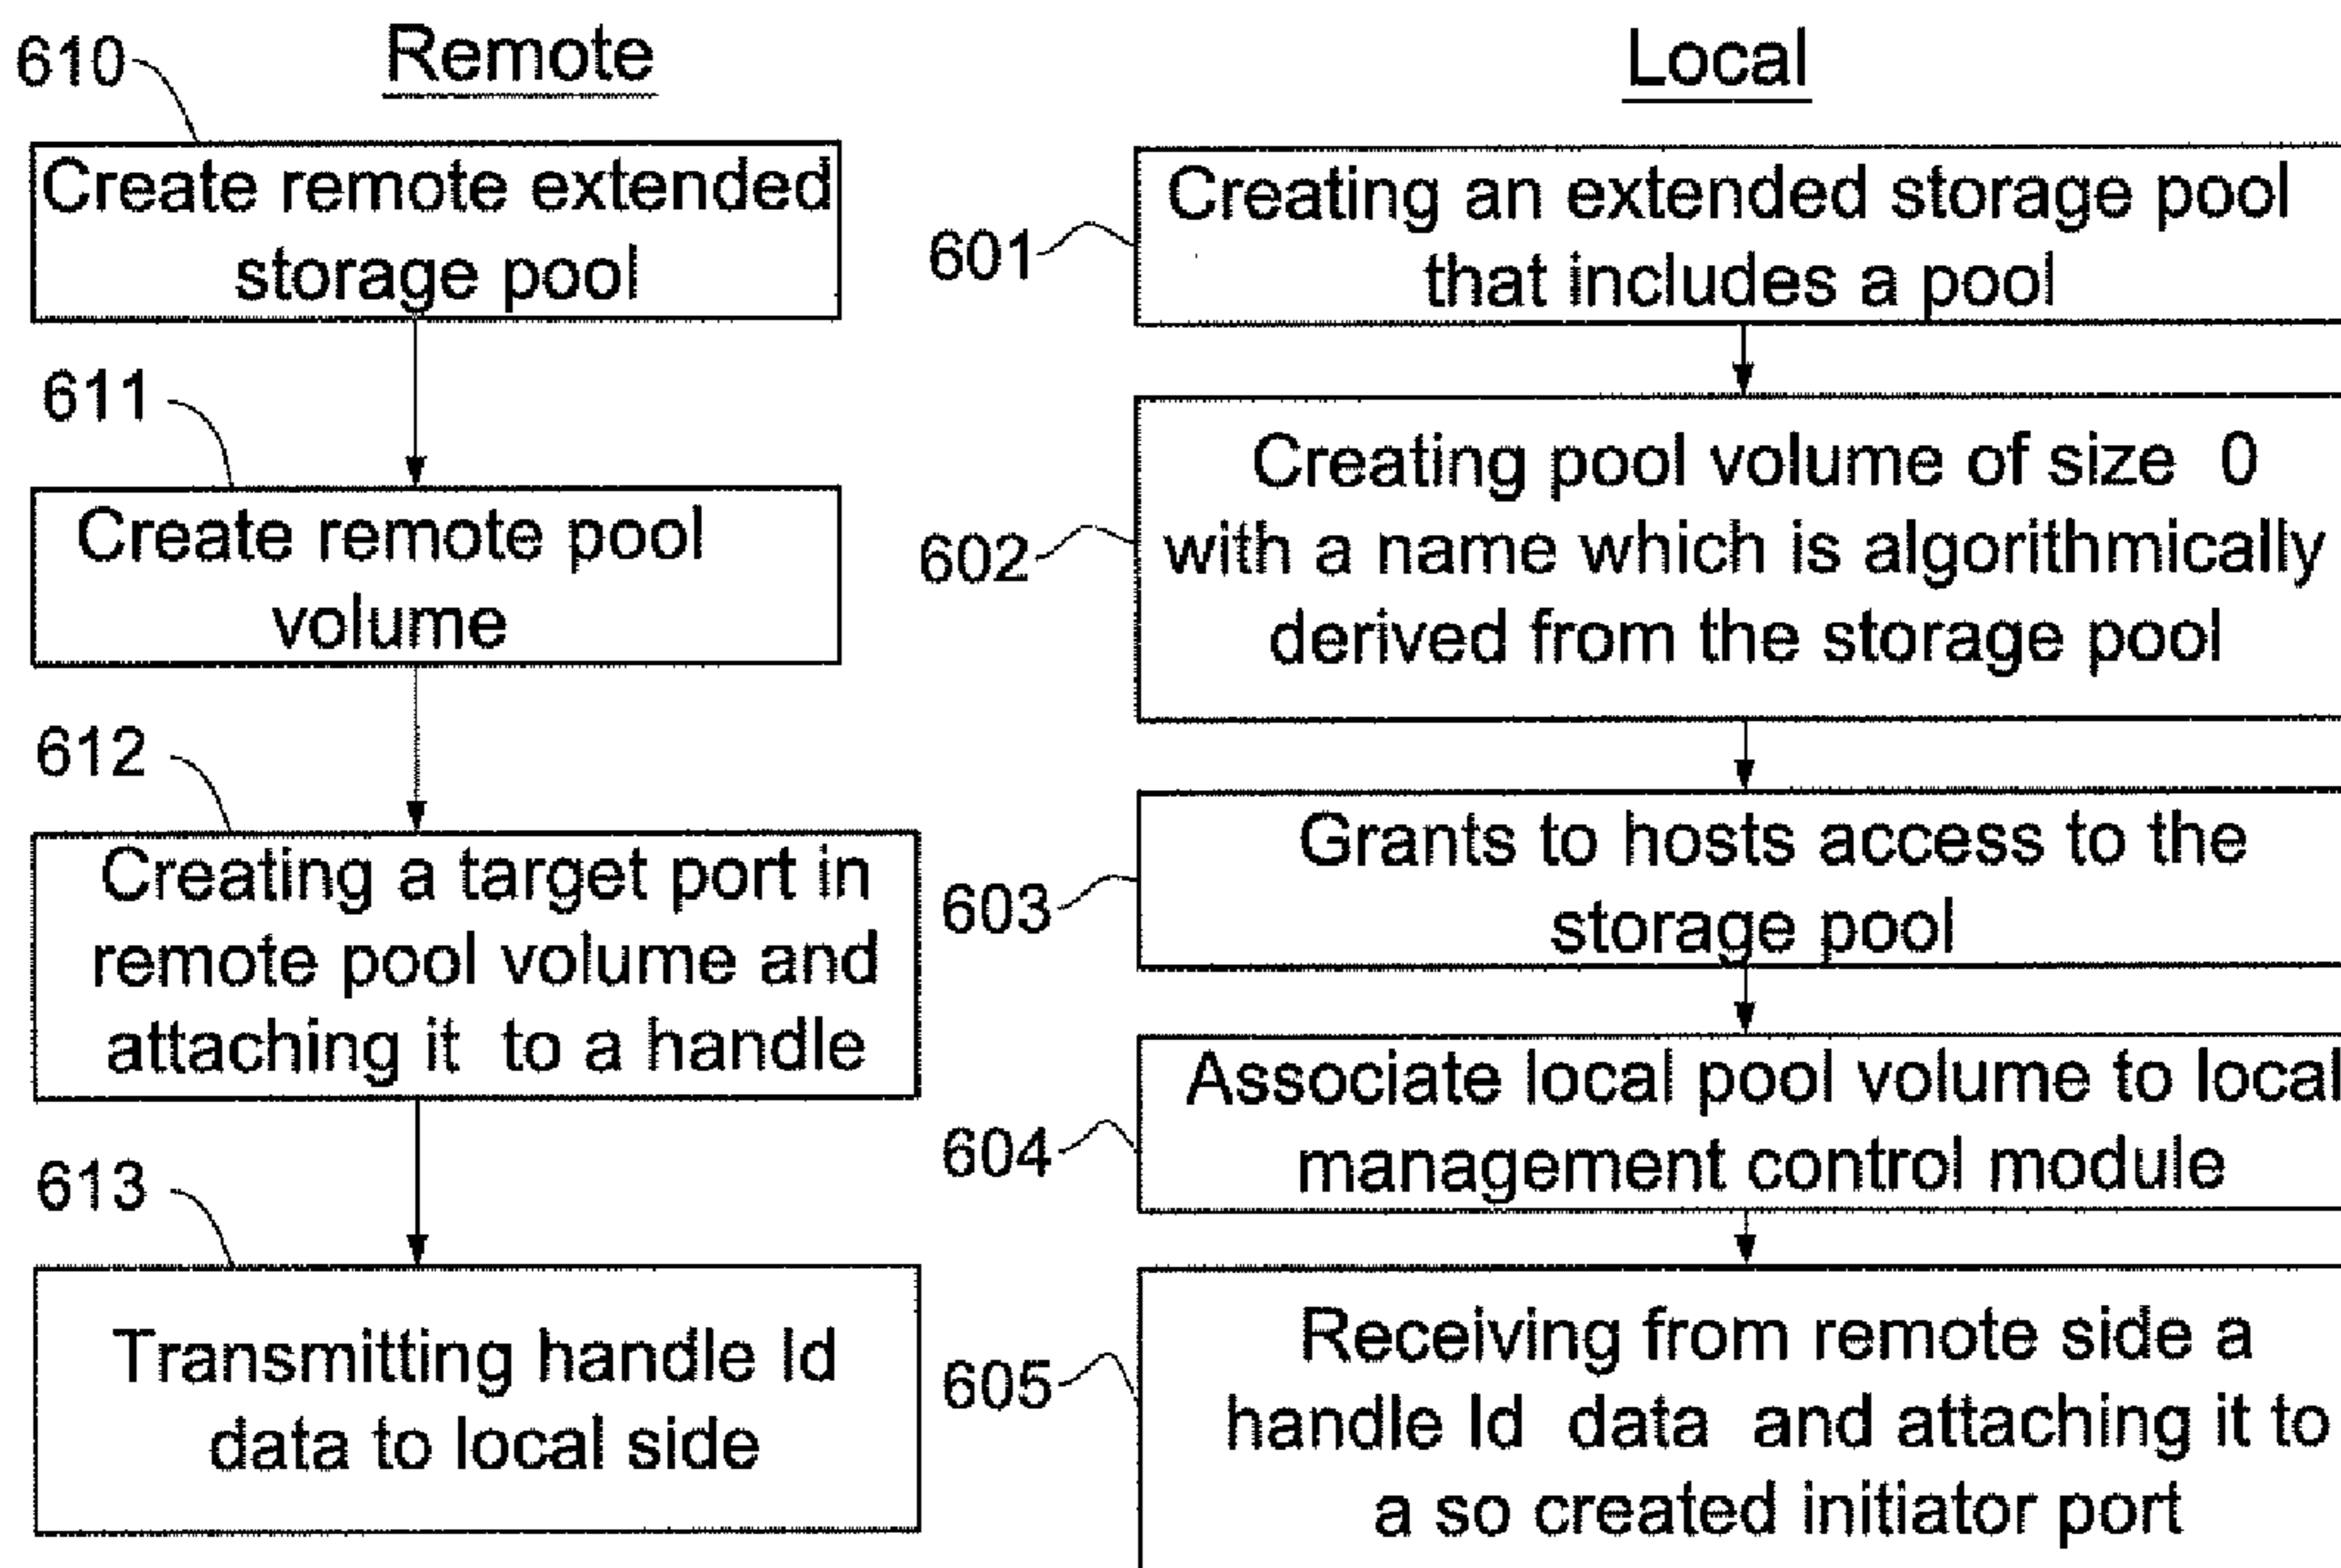 Remote
610
Create remote extended
storage pool
611
Create remote pool
volume
612
Creating a target port in
remote pool volume and
attaching it to a handle
613
Transmitting handle Id
data to local side
Local
601
Creating an extended storage pool
that includes a pool
602
Creating pool volume of size 0
with a name which is algorithmically
derived from the storage pool
603
Grants to hosts access to the
storage pool
604
Associate local pool volume to local
management control module
605
Receiving from remote side a
handle Id data and attaching it to
a so created initiator port